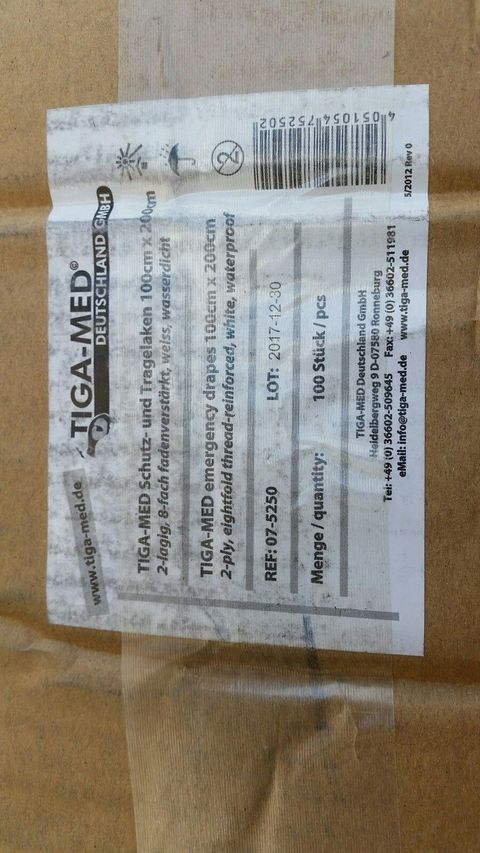 www.tiga-med.de
TIGA-MED©
DEUTSCHLAND GMBH
TIGA-MED Schutz- und Tragelaken 100cm x 200cm
2-lagig, 8-fach fadenverstärkt, weiss, wasserdicht
TIGA-MED emergency drapes 100cm x 200cm
2-ply, eightfold thread-reinforced, white, waterproof
REF: 07-5250 LOT: 2017-12-30
Menge / quantity: 100 Stück / pcs
2
4 051054 752502
TIGA-MED Deutschland GmbH
Heidelbergweg 9 D-07580 Ronneburg
Tel: +49 (0) 36602-509645 Fax: +49 (0) 36602-511981
eMail: info@tiga-med.de www.tiga-med.de
5/2012 Rev 0